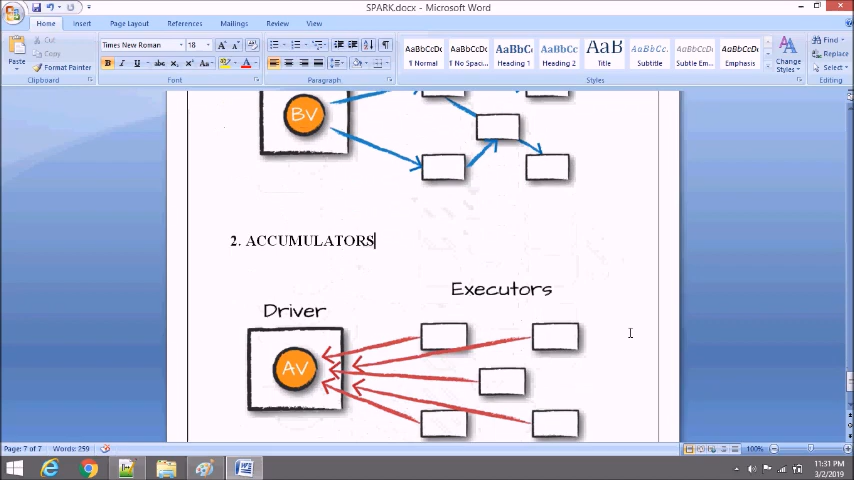 SPARK.docx - Microsoft Word
Home Insert Page Layout References Mailings Review View
Paste
Cut
Copy
Format Painter
Clipboard
Times New Roman 18
Font
Paragraph
AaBbCcDc AaBbCcDc AaBbCc AaBbCc AaB AaBbCc. AaBbCcDc AaBbCcDc
¶ Normal ¶ No Spaci... Heading 1 Heading 2 Title Subtitle Subtle Em... Emphasis
Change Styles
Styles
Find
Replace
Select
Editing
BV
2. ACCUMULATORS
Executors
Driver
AV
Page: 7 of 7 Words: 259
100%
11:31 PM
3/2/2019